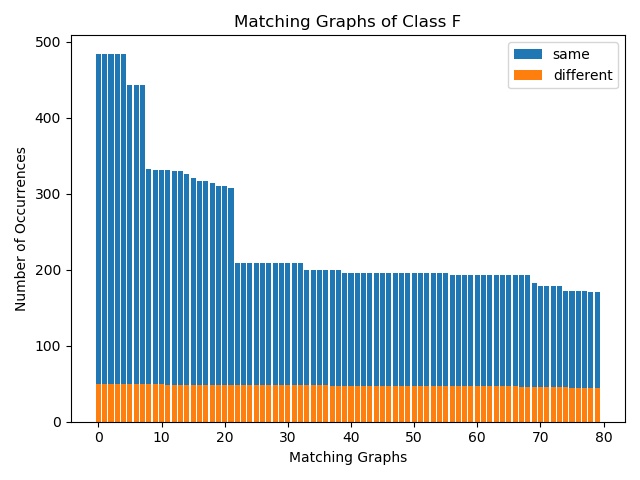 Matching Graphs of Class F
same
different
Number of Occurrences
500
400
300
200
100
0
0 10 20 30 40 50 60 70 80
Matching Graphs